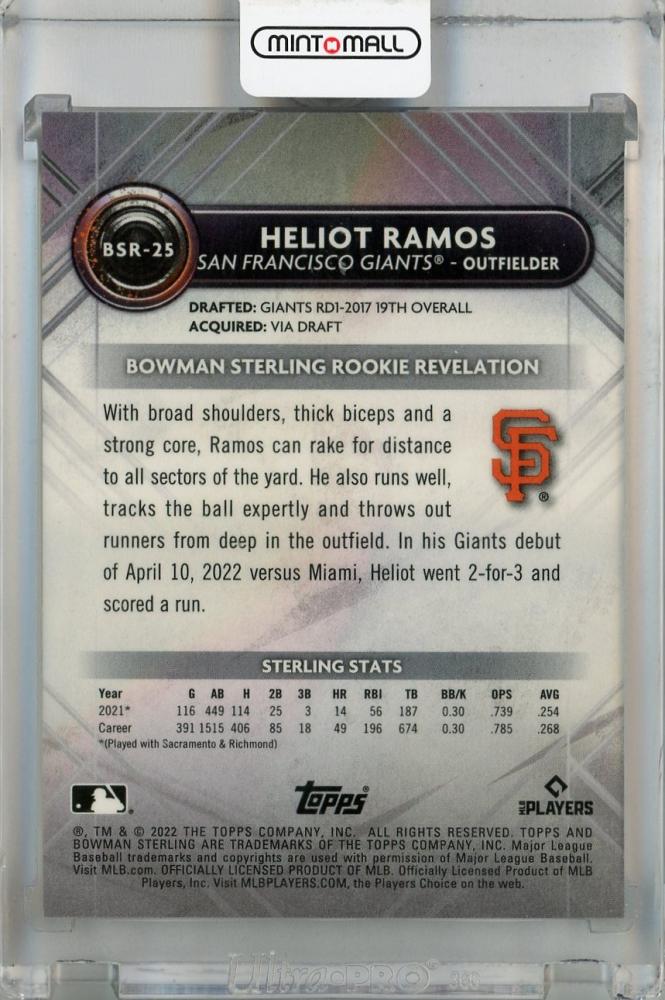 MINT MALL
BSR-25
HELIOT RAMOS
SAN FRANCISCO GIANTS® - OUTFIELDER
DRAFTED: GIANTS RD1-2017 19TH OVERALL
ACQUIRED: VIA DRAFT
BOWMAN STERLING ROOKIE REVELATION
With broad shoulders, thick biceps and a
strong core, Ramos can rake for distance
to all sectors of the yard. He also runs well,
tracks the ball expertly and throws out
runners from deep in the outfield. In his Giants debut
of April 10, 2022 versus Miami, Heliot went 2-for-3 and
scored a run.
SF®
STERLING STATS
Year G AB H 2B 3B HR RBI TB BB/K OPS AVG
2021* 116 449 114 25 3 14 56 187 0.30 .739 .254
Career 391 1515 406 85 18 49 196 674 0.30 .785 .268
*(Played with Sacramento & Richmond)
topps®
MLB PLAYERS
®, TM & © 2022 THE TOPPS COMPANY, INC. ALL RIGHTS RESERVED. TOPPS AND
BOWMAN STERLING ARE TRADEMARKS OF THE TOPPS COMPANY, INC. Major League
Baseball trademarks and copyrights are used with permission of Major League Baseball.
Visit MLB.com. OFFICIALLY LICENSED PRODUCT OF MLB. Officially Licensed Product of MLB
Players, Inc. Visit MLBPLAYERS.COM, the Players Choice on the web.
Ultra-PRO®